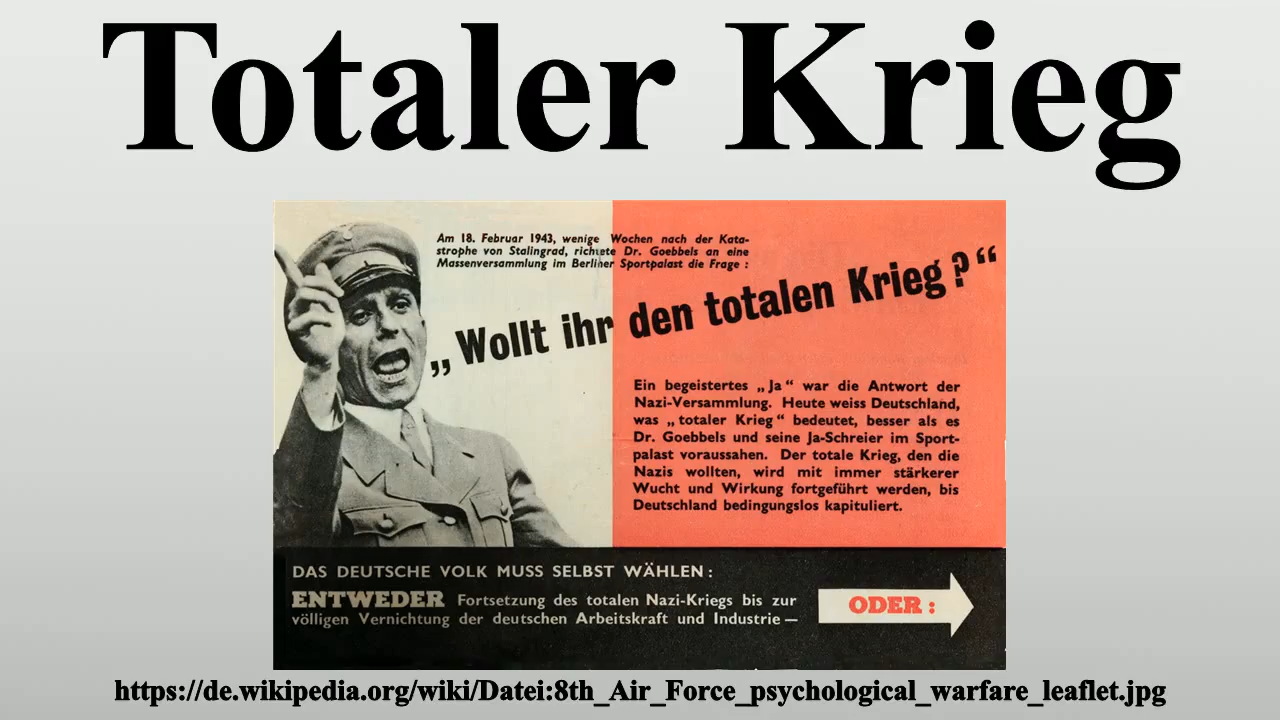 Totaler Krieg
Am 18. Februar 1943, wenige Wochen nach der Kata-
strophe von Stalingrad, richtete Dr. Goebbels an eine
Massenversammlung im Berliner Sportpalast die Frage :
„Wollt ihr den totalen Krieg?“
Ein begeistertes „Ja“ war die Antwort der
Nazi-Versammlung. Heute weiss Deutschland,
was „totaler Krieg“ bedeutet, besser als es
Dr. Goebbels und seine Ja-Schreier im Sport-
palast voraussahen. Der totale Krieg, den die
Nazis wollten, wird mit immer stärkerer
Wucht und Wirkung fortgeführt werden, bis
Deutschland bedingungslos kapituliert.
DAS DEUTSCHE VOLK MUSS SELBST WÄHLEN :
ENTWEDER Fortsetzung des totalen Nazi-Kriegs bis zur
völligen Vernichtung der deutschen Arbeitskraft und Industrie —
ODER :
https://de.wikipedia.org/wiki/Datei:8th_Air_Force_psychological_warfare_leaflet.jpg